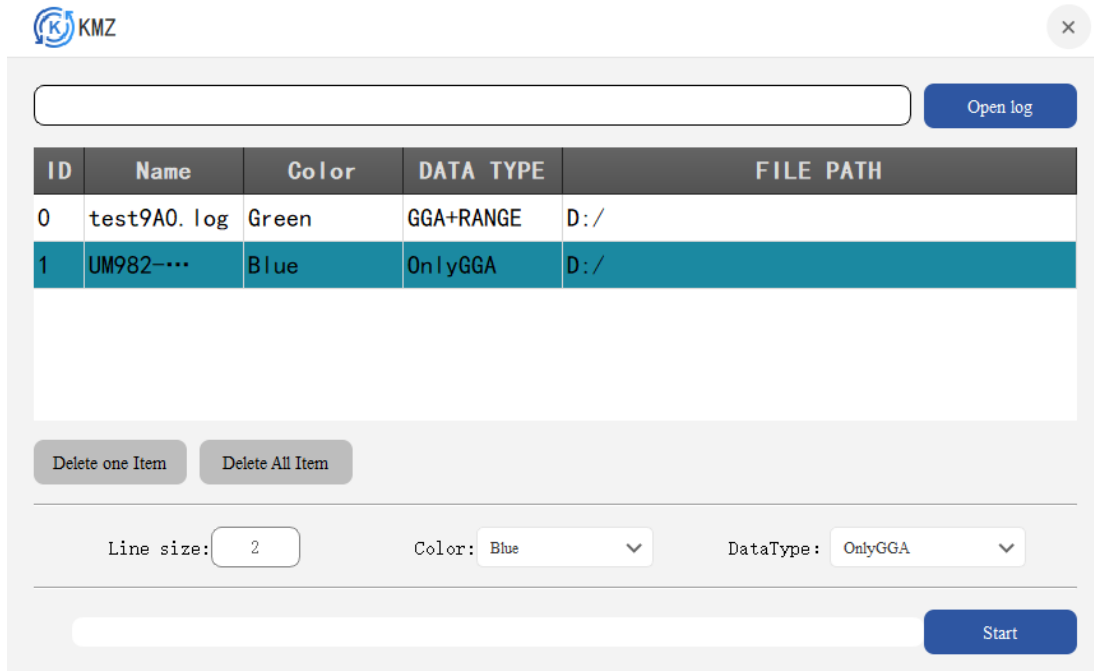 KMZ
Open log
ID Name Color DATA TYPE FILE PATH
0 test9A0.log Green GGA+RANGE D:/
1 UM982-⋯ Blue OnlyGGA D:/
Delete one Item Delete All Item
Line size: 2 Color: Blue DataType: OnlyGGA
Start